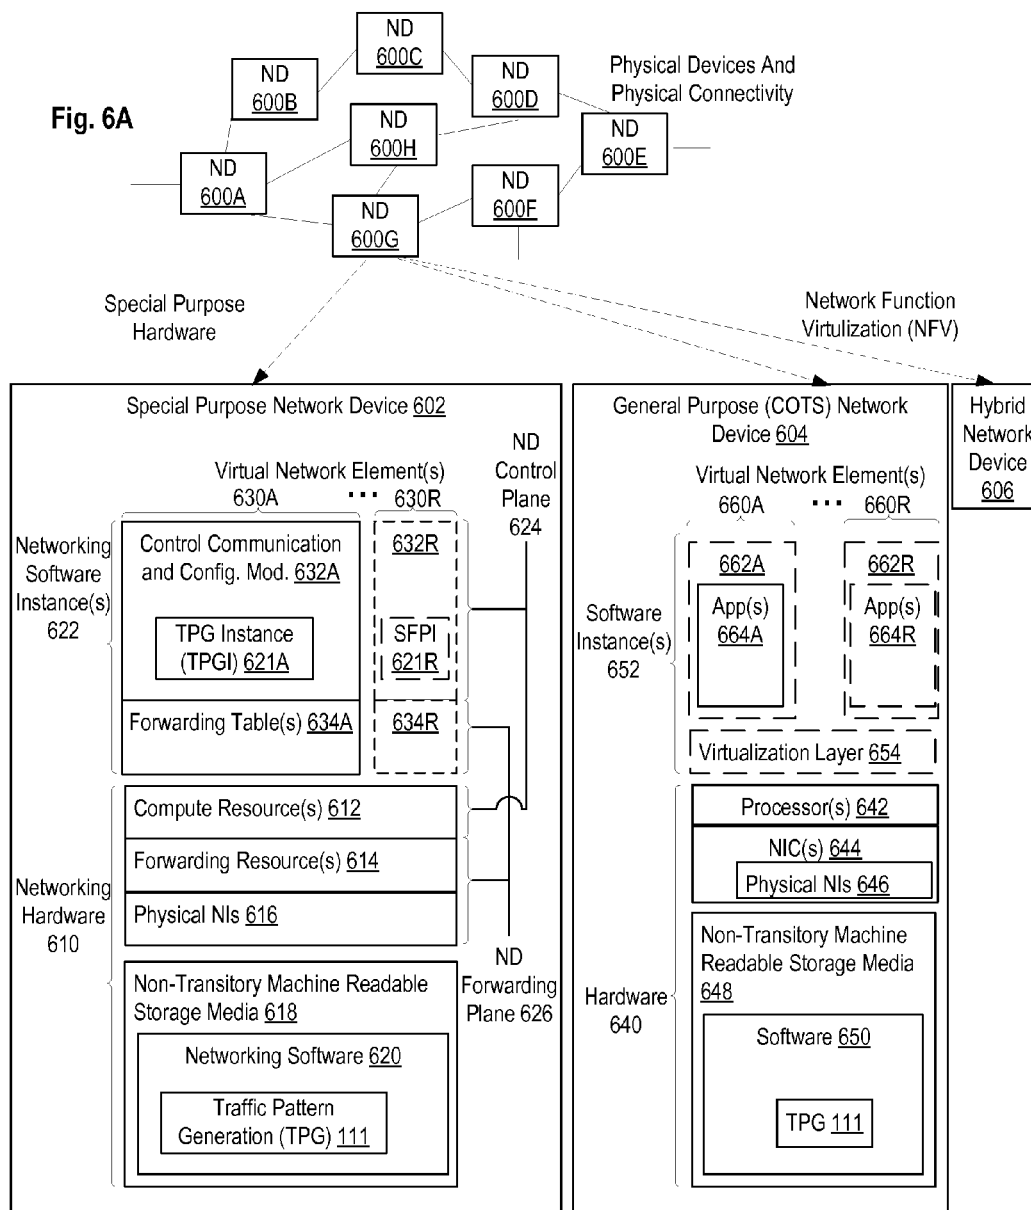 ND
600C
ND
600B
ND
600D
Physical Devices And
Physical Connectivity
Fig. 6A
ND
600H
ND
600E
ND
600A
ND
600F
ND
600G
Special Purpose
Hardware
Network Function
Virtulization (NFV)
Special Purpose Network Device 602
ND
Control
Plane
624
Virtual Network Element(s)
630A
...
630R
Networking
Software
Instance(s)
622
Control Communication
and Config. Mod. 632A
632R
TPG Instance
(TPGI) 621A
SFPI
621R
Forwarding Table(s) 634A
634R
Networking
Hardware
610
Compute Resource(s) 612
Forwarding Resource(s) 614
Physical NIs 616
ND
Forwarding
Plane 626
Non-Transitory Machine Readable
Storage Media 618
Networking Software 620
Traffic Pattern
Generation (TPG) 111
General Purpose (COTS) Network
Device 604
Virtual Network Element(s)
660A
...
660R
Software
Instance(s)
652
662A
App(s)
664A
662R
App(s)
664R
Virtualization Layer 654
Hardware
640
Processor(s) 642
NIC(s) 644
Physical NIs 646
Non-Transitory Machine
Readable Storage Media
648
Software 650
TPG 111
Hybrid
Network
Device
606